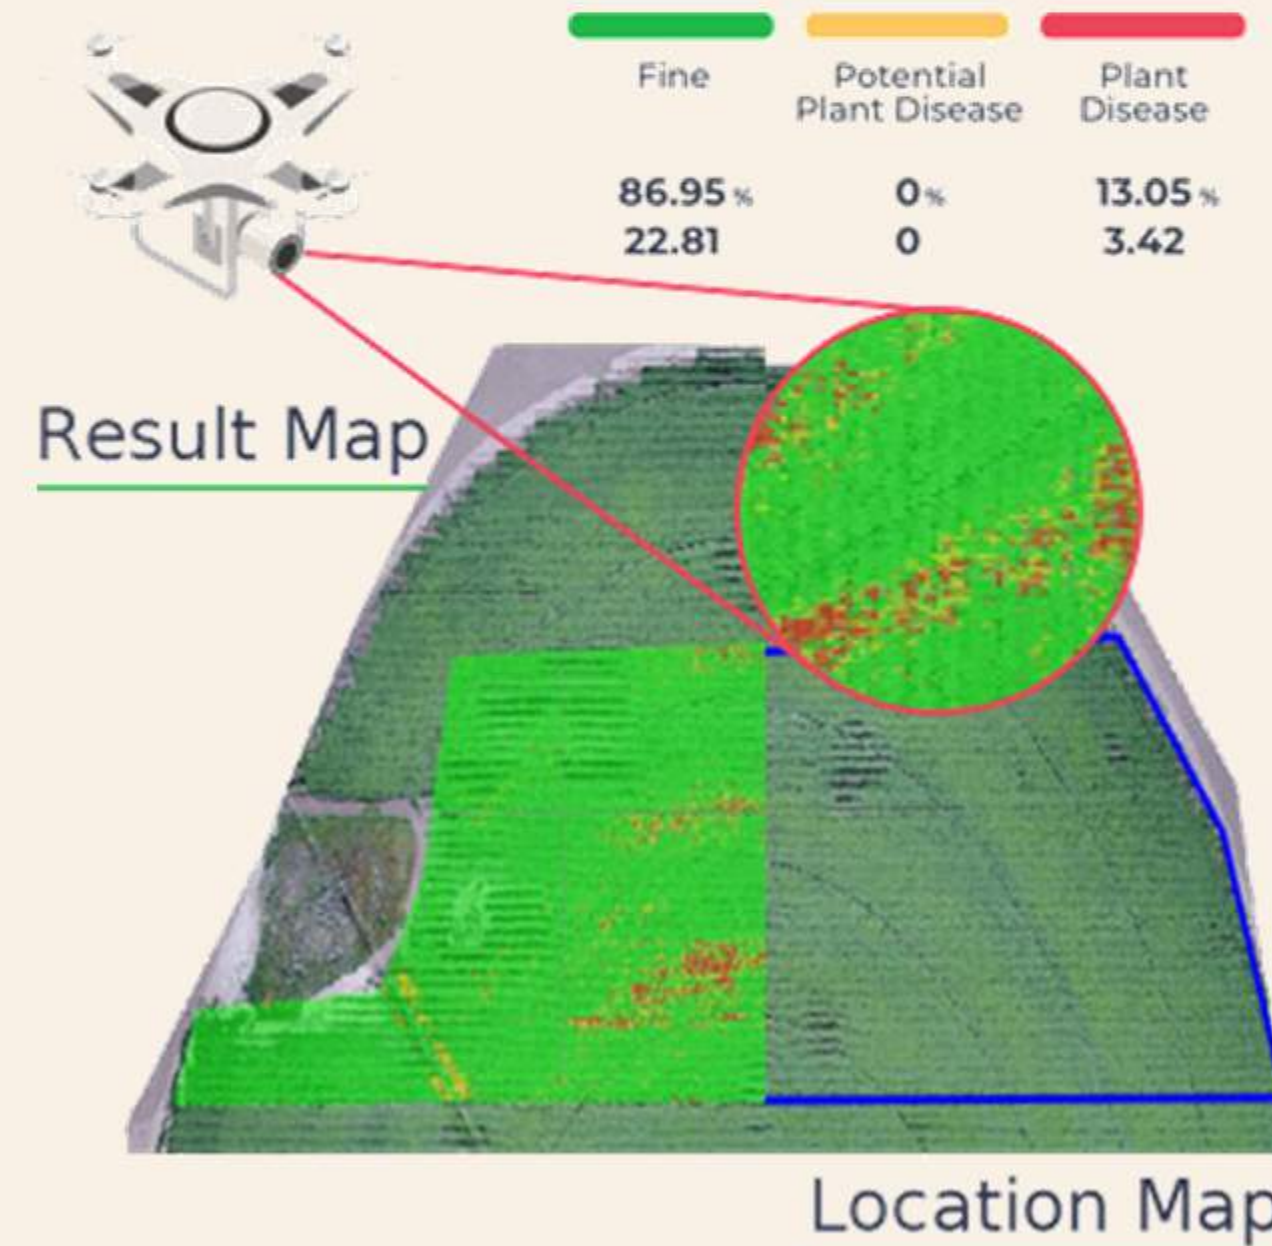 Fine
Potential
Plant Disease
Plant
Disease
86.95 %
0 %
13.05 %
22.81
0
3.42
Result Map
Location Map